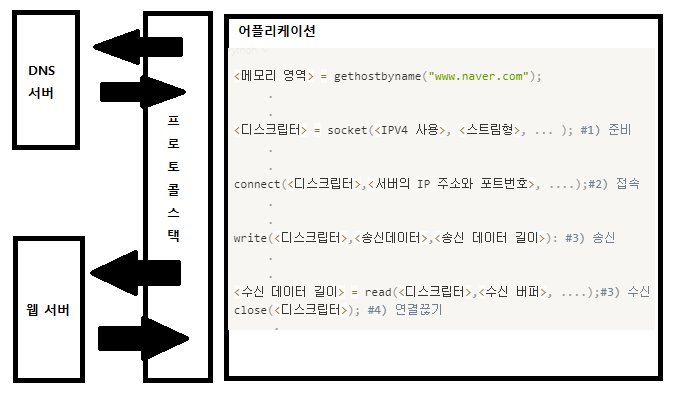 DNS
서버
웹 서버
프
로
토
콜
스
택
어플리케이션
<메모리 영역> = gethostbyname("www.naver.com");
.
.
<디스크립터> = socket(<IPV4 사용>, <스트림형>, ... ); #1) 준비
.
.
connect(<디스크립터>,<서버의 IP 주소와 포트번호>, ....);#2) 접속
.
.
write(<디스크립터>,<송신데이터>,<송신 데이터 길이>): #3) 송신
.
.
<수신 데이터 길이> = read(<디스크립터>,<수신 버퍼>, ....);#3) 수신
close(<디스크립터>); #4) 연결끊기
.